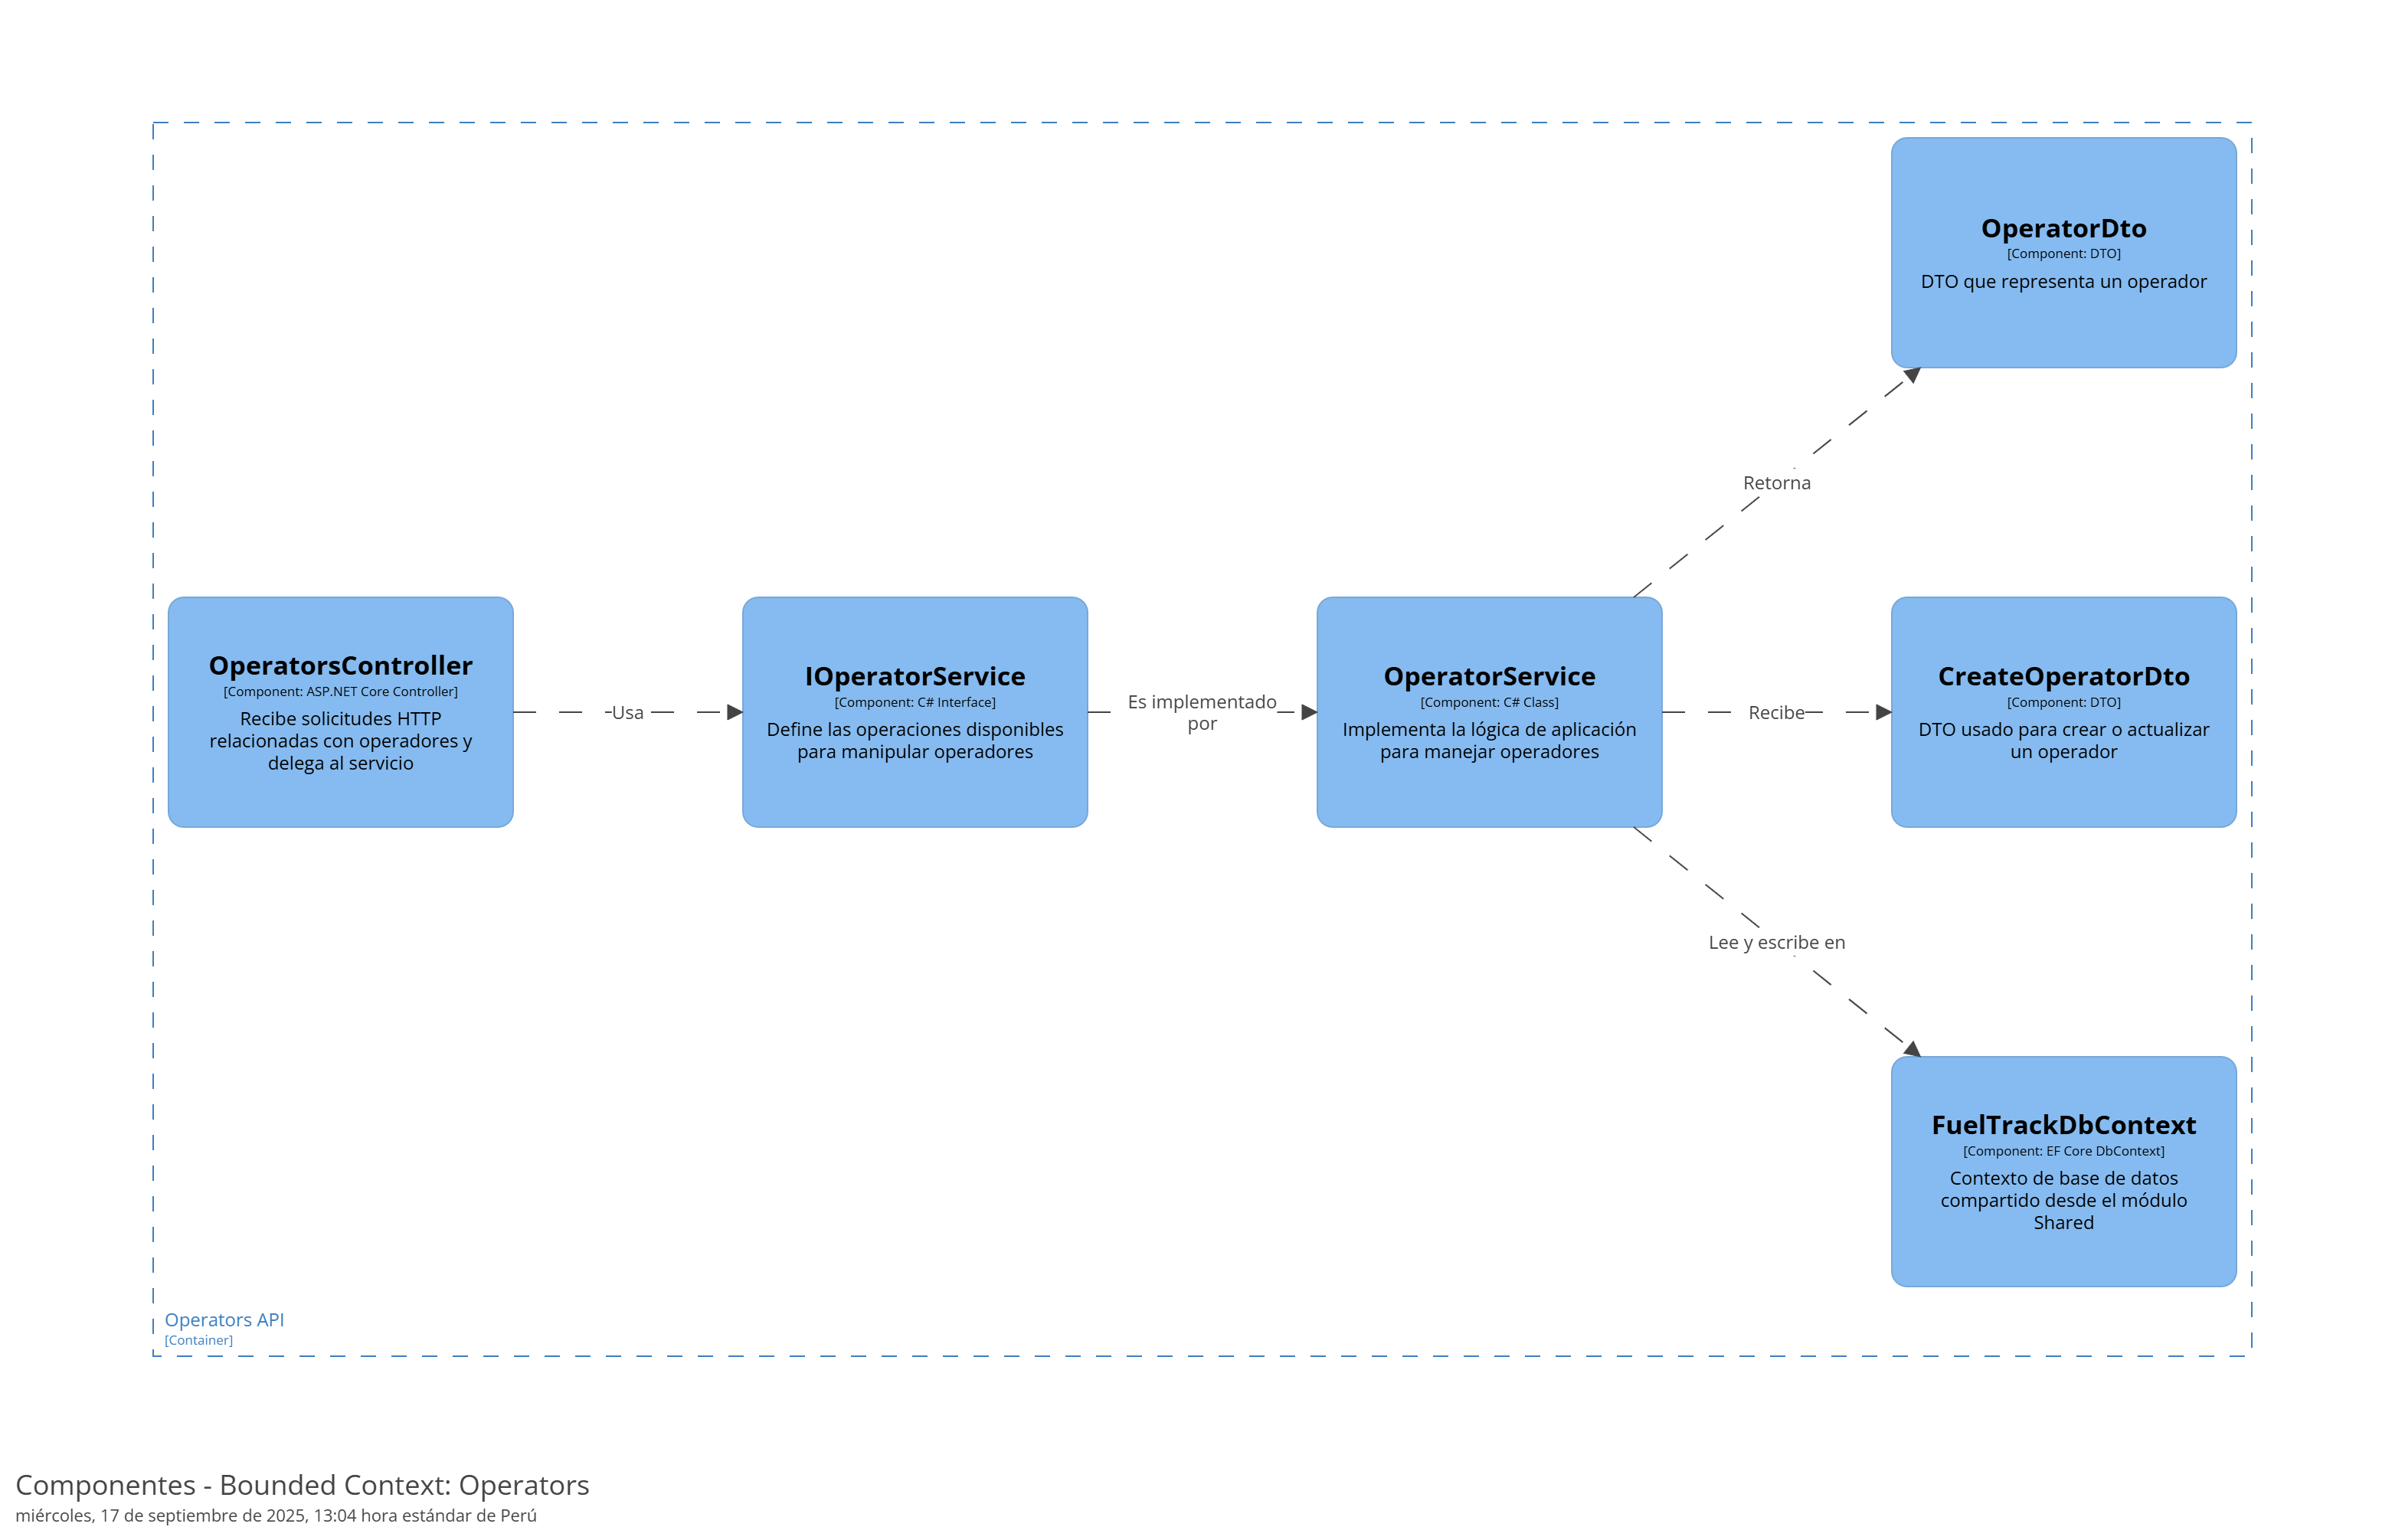 OperatorDto
[Component: DTO]
DTO que representa un operador
Retorna
OperatorsController
[Component: ASP.NET Core Controller]
Recibe solicitudes HTTP
relacionadas con operadores y
delega al servicio
Usa
IOperatorService
[Component: C# Interface]
Define las operaciones disponibles
para manipular operadores
Es implementado
por
OperatorService
[Component: C# Class]
Implementa la lógica de aplicación
para manejar operadores
Recibe
CreateOperatorDto
[Component: DTO]
DTO usado para crear o actualizar
un operador
Lee y escribe en
FuelTrackDbContext
[Component: EF Core DbContext]
Contexto de base de datos
compartido desde el módulo
Shared
Operators API
[Container]
Componentes - Bounded Context: Operators
miércoles, 17 de septiembre de 2025, 13:04 hora estándar de Perú